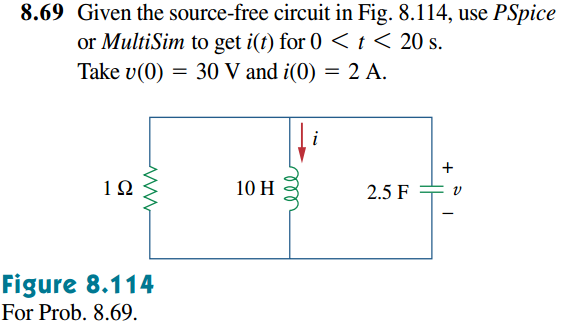 8.69 Given the source-free circuit in Fig. 8.114, use PSpice
or MultiSim to get i(t) for 0 < t < 20 s.
Take v(0) = 30 V and i(0) = 2 A.
i
1 Ω
10 H
2.5 F
+
v
−
Figure 8.114
For Prob. 8.69.